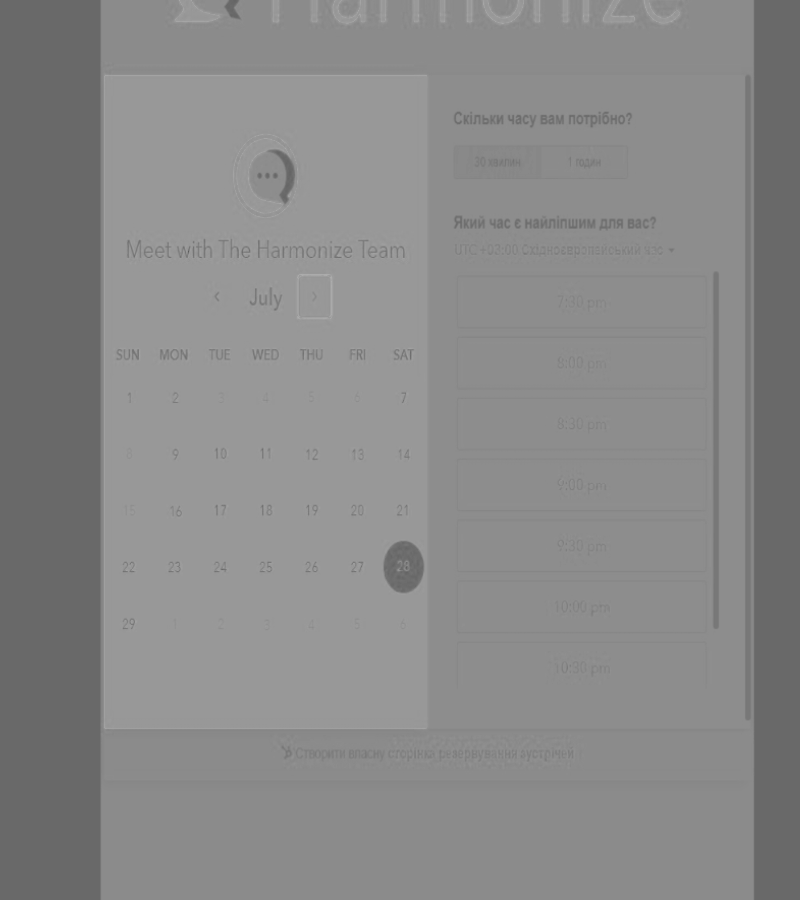 Harmonize
Meet with The Harmonize Team
July
SUN MON TUE WED THU FRI SAT
1 2 3 4 5 6 7
8 9 10 11 12 13 14
15 16 17 18 19 20 21
22 23 24 25 26 27 28
29 1 2 3 4 5 6
Скільки часу вам потрібно?
30 хвилин 1 годин
Який час є найліпшим для вас?
UTC +02:00 Східноєвропейський час
7:30 pm
8:00 pm
8:30 pm
9:00 pm
9:30 pm
10:00 pm
10:30 pm
Створити власну сторінку резервування зустрічей